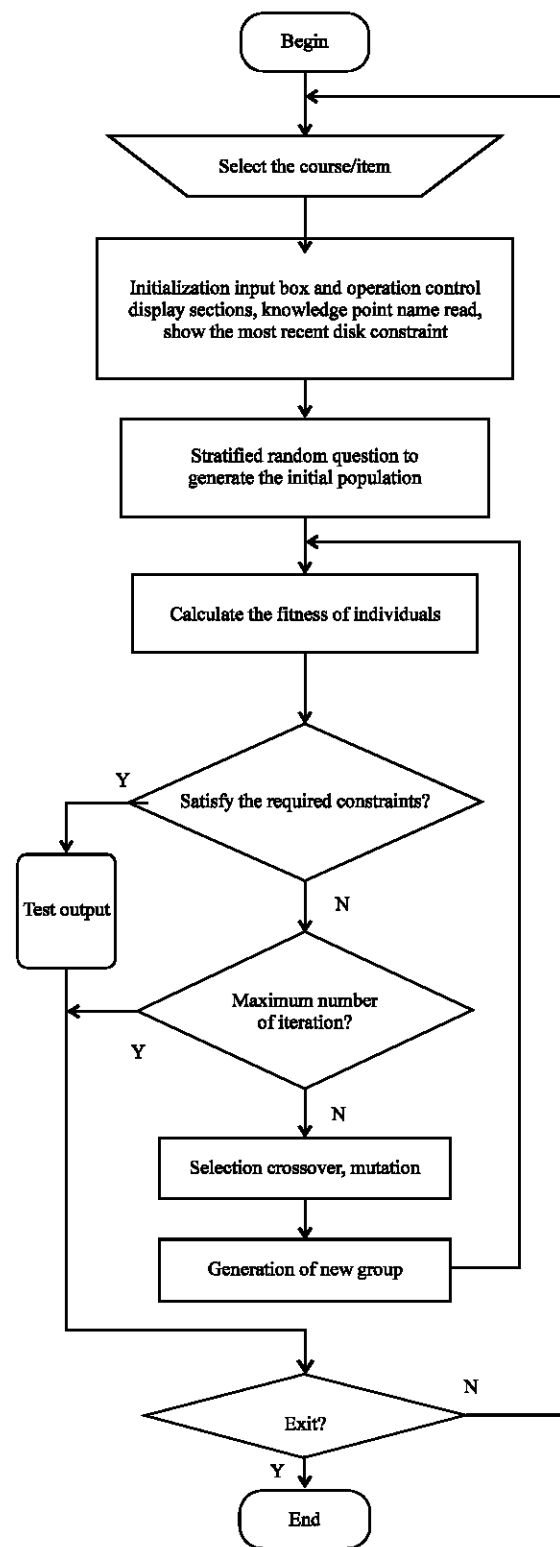 Begin
Select the course/item
Initialization input box and operation control
display sections, knowledge point name read,
show the most recent disk constraint
Stratified random question to
generate the initial population
Calculate the fitness of individuals
Y
Satisfy the required constraints?
Test output
N
Maximum number
of iteration?
Y
N
Selection crossover, mutation
Generation of new group
N
Exit?
Y
End